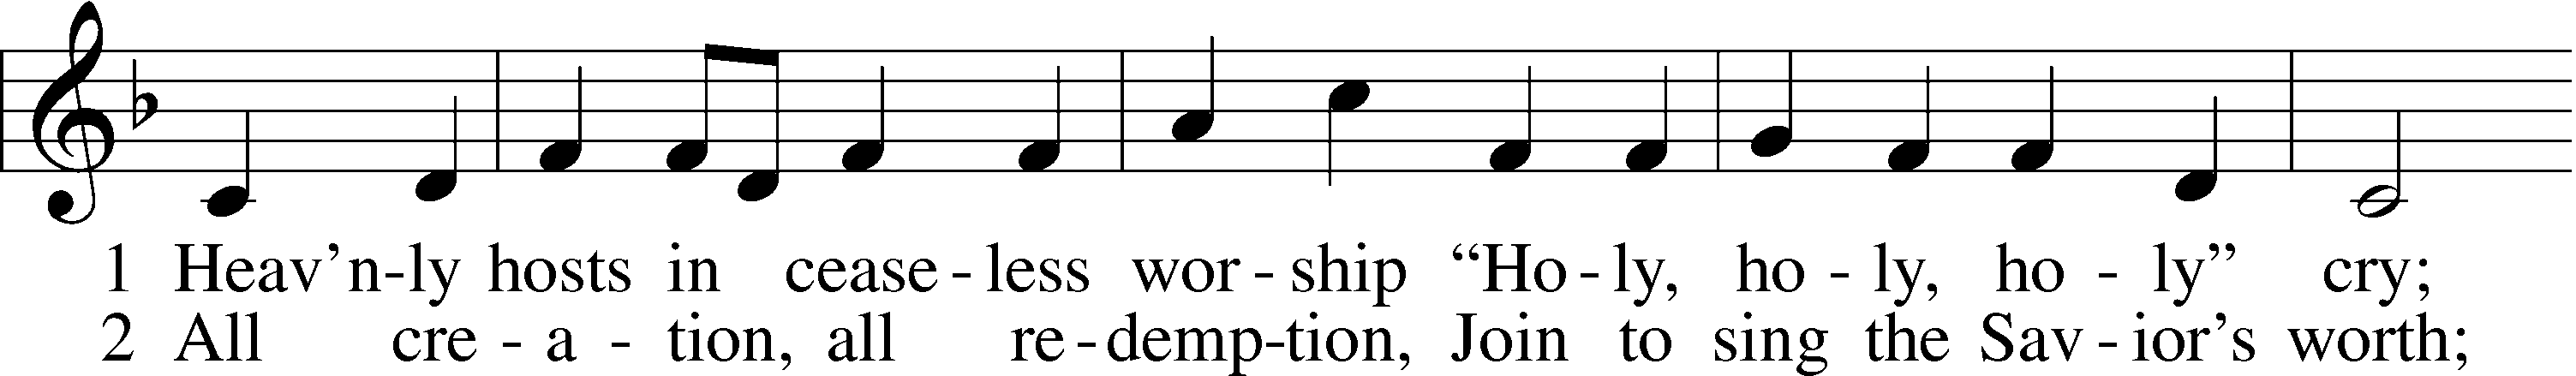 1 Heav’n-ly hosts in cease-less wor-ship “Ho-ly, ho-ly, ho-ly” cry;
2 All cre-a-tion, all re-demp-tion, Join to sing the Sav-ior’s worth;